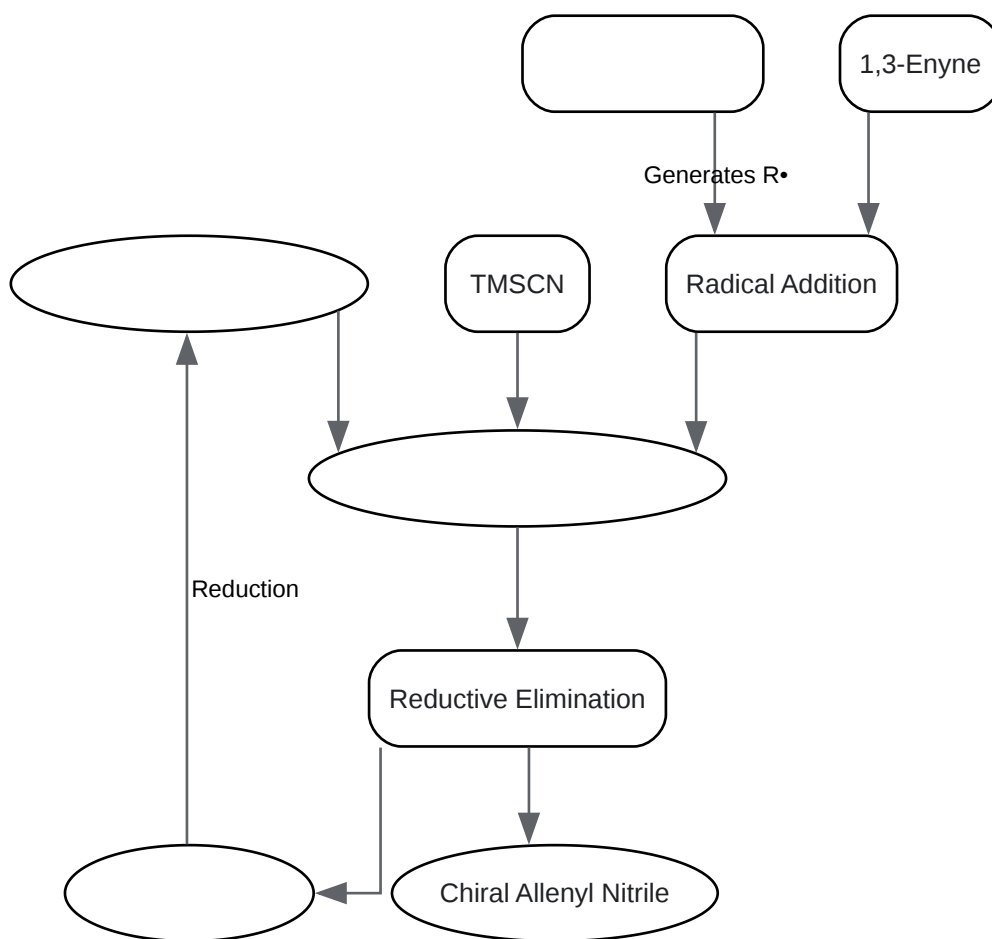 1,3-Enyne
Generates R•
TMSCN
Radical Addition
Reduction
Reductive Elimination
Chiral Allenyl Nitrile